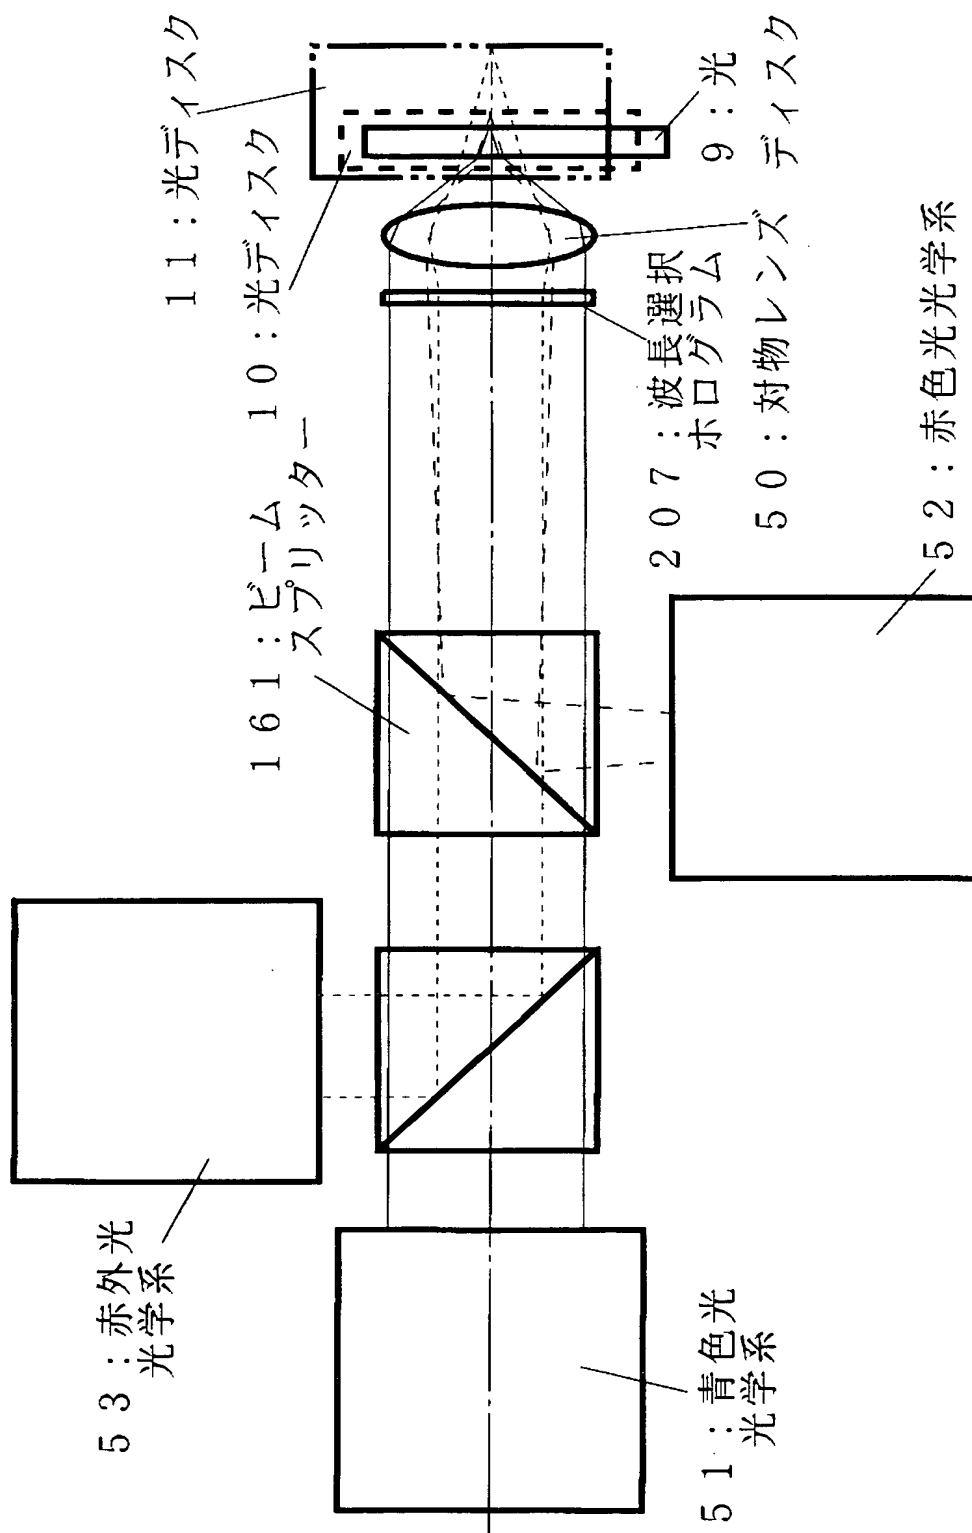 11:光ディスク
10:光ディスク
161:ビーム
スプリッター
9:光
ディスク
207:波長選択
ホログラム
50:対物レンズ
52:赤色光光学系
53:赤外光
光学系
51:青色光
光学系